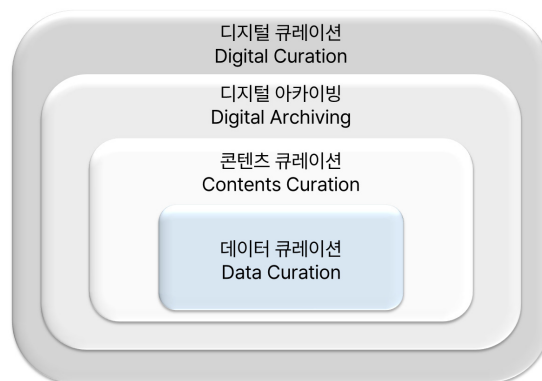 디지털 큐레이션
Digital Curation
디지털 아카이빙
Digital Archiving
콘텐츠 큐레이션
Contents Curation
데이터 큐레이션
Data Curation